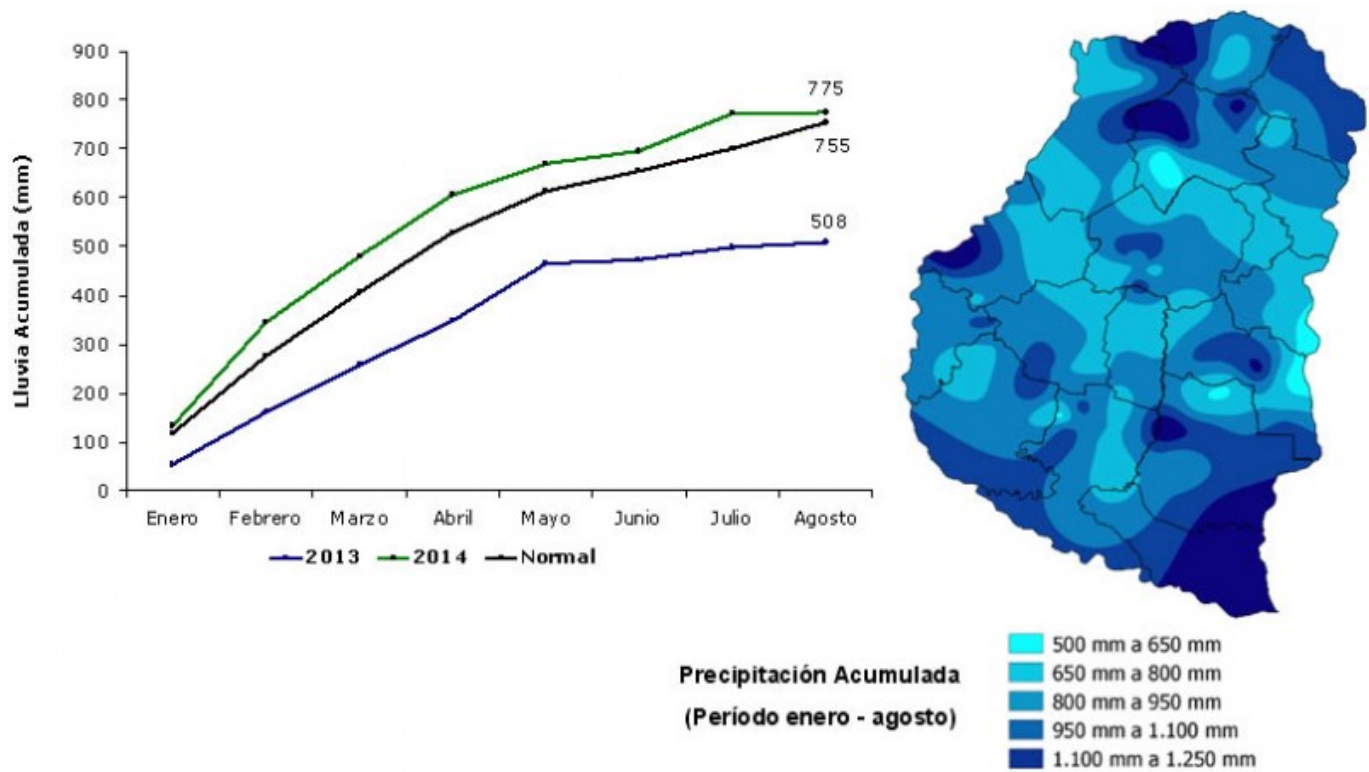 900
800
700
600
500
400
300
200
100
0
Lluvia Acumulada (mm)
775
755
508
Enero Febrero Marzo Abril Mayo Junio Julio Agosto
2013 2014 Normal
Precipitación Acumulada
(Período enero - agosto)
500 mm a 650 mm
650 mm a 800 mm
800 mm a 950 mm
950 mm a 1.100 mm
1.100 mm a 1.250 mm